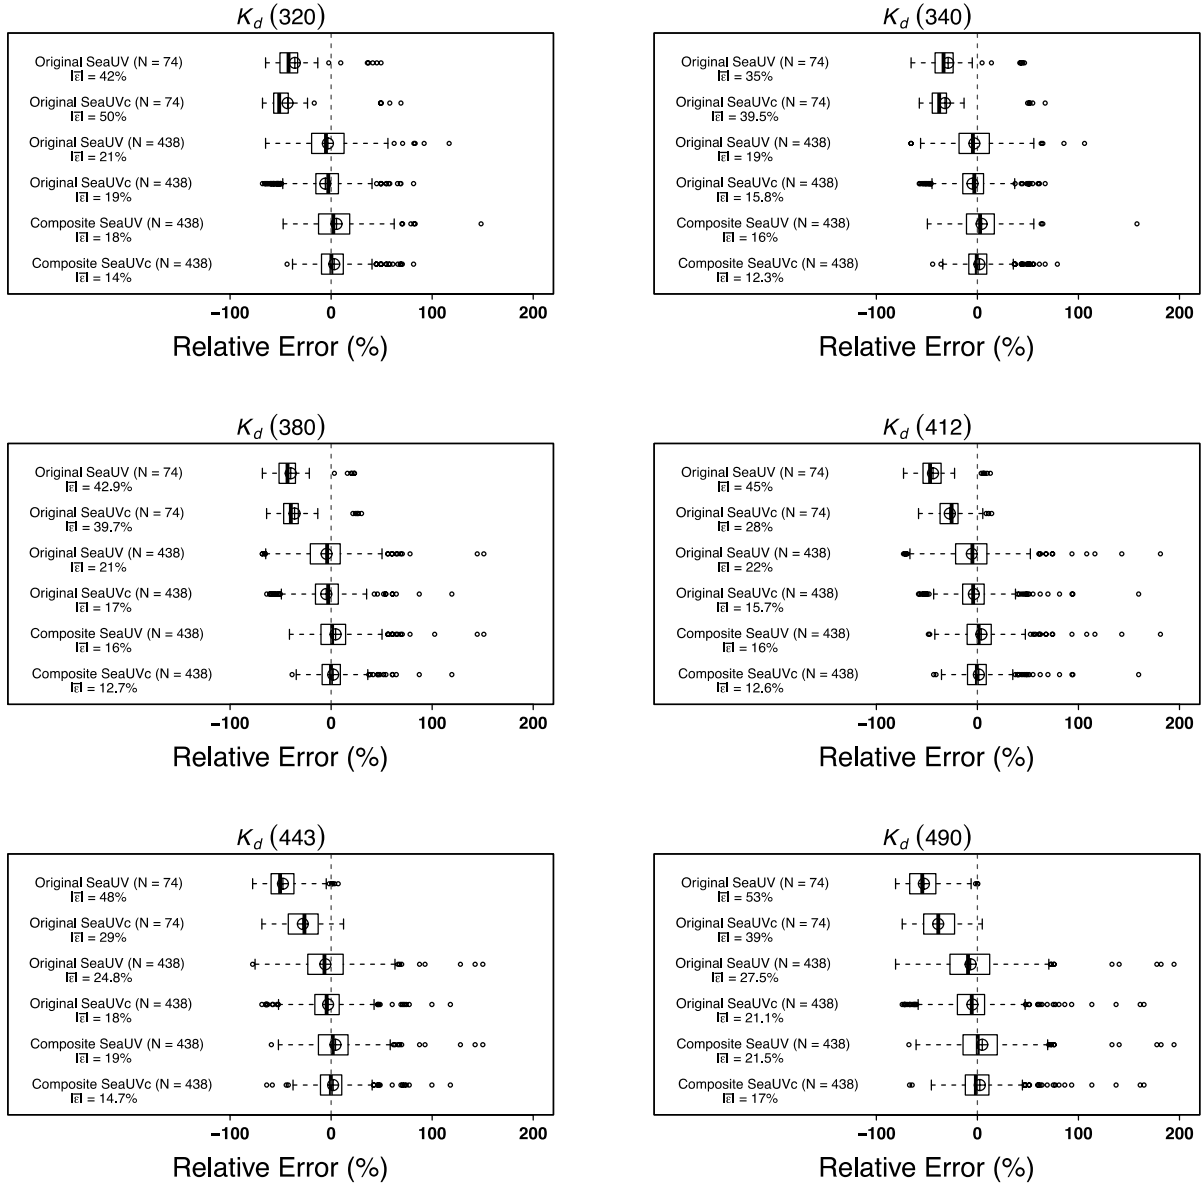 K_d (320)
Original SeaUV (N = 74)
|ε| = 42%
Original SeaUVc (N = 74)
|ε| = 50%
Original SeaUV (N = 438)
|ε| = 21%
Original SeaUVc (N = 438)
|ε| = 19%
Composite SeaUV (N = 438)
|ε| = 18%
Composite SeaUVc (N = 438)
|ε| = 14%
−100 0 100 200
Relative Error (%)
K_d (340)
Original SeaUV (N = 74)
|ε| = 35%
Original SeaUVc (N = 74)
|ε| = 39.5%
Original SeaUV (N = 438)
|ε| = 19%
Original SeaUVc (N = 438)
|ε| = 15.8%
Composite SeaUV (N = 438)
|ε| = 16%
Composite SeaUVc (N = 438)
|ε| = 12.3%
−100 0 100 200
Relative Error (%)
K_d (380)
Original SeaUV (N = 74)
|ε| = 42.9%
Original SeaUVc (N = 74)
|ε| = 39.7%
Original SeaUV (N = 438)
|ε| = 21%
Original SeaUVc (N = 438)
|ε| = 17%
Composite SeaUV (N = 438)
|ε| = 16%
Composite SeaUVc (N = 438)
|ε| = 12.7%
−100 0 100 200
Relative Error (%)
K_d (412)
Original SeaUV (N = 74)
|ε| = 45%
Original SeaUVc (N = 74)
|ε| = 28%
Original SeaUV (N = 438)
|ε| = 22%
Original SeaUVc (N = 438)
|ε| = 15.7%
Composite SeaUV (N = 438)
|ε| = 16%
Composite SeaUVc (N = 438)
|ε| = 12.6%
−100 0 100 200
Relative Error (%)
K_d (443)
Original SeaUV (N = 74)
|ε| = 48%
Original SeaUVc (N = 74)
|ε| = 29%
Original SeaUV (N = 438)
|ε| = 24.8%
Original SeaUVc (N = 438)
|ε| = 18%
Composite SeaUV (N = 438)
|ε| = 19%
Composite SeaUVc (N = 438)
|ε| = 14.7%
−100 0 100 200
Relative Error (%)
K_d (490)
Original SeaUV (N = 74)
|ε| = 53%
Original SeaUVc (N = 74)
|ε| = 39%
Original SeaUV (N = 438)
|ε| = 27.5%
Original SeaUVc (N = 438)
|ε| = 21.1%
Composite SeaUV (N = 438)
|ε| = 21.5%
Composite SeaUVc (N = 438)
|ε| = 17%
−100 0 100 200
Relative Error (%)